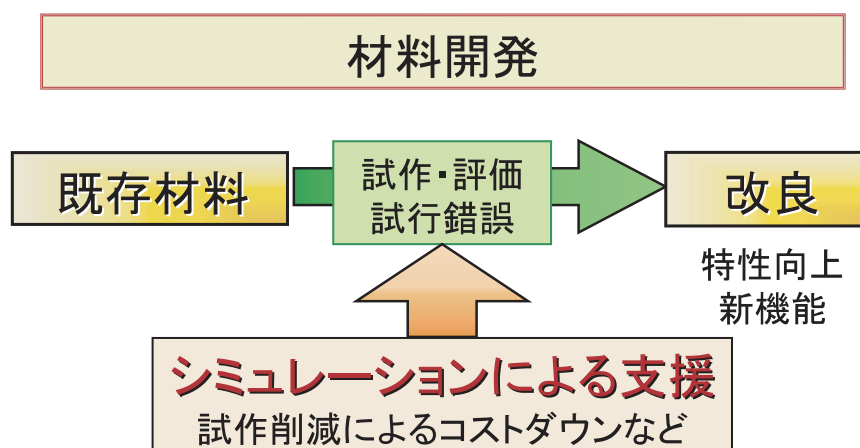 材料開発
既存材料
試作・評価
試行錯誤
改良
特性向上
新機能
シミュレーションによる支援
試作削減によるコストダウンなど